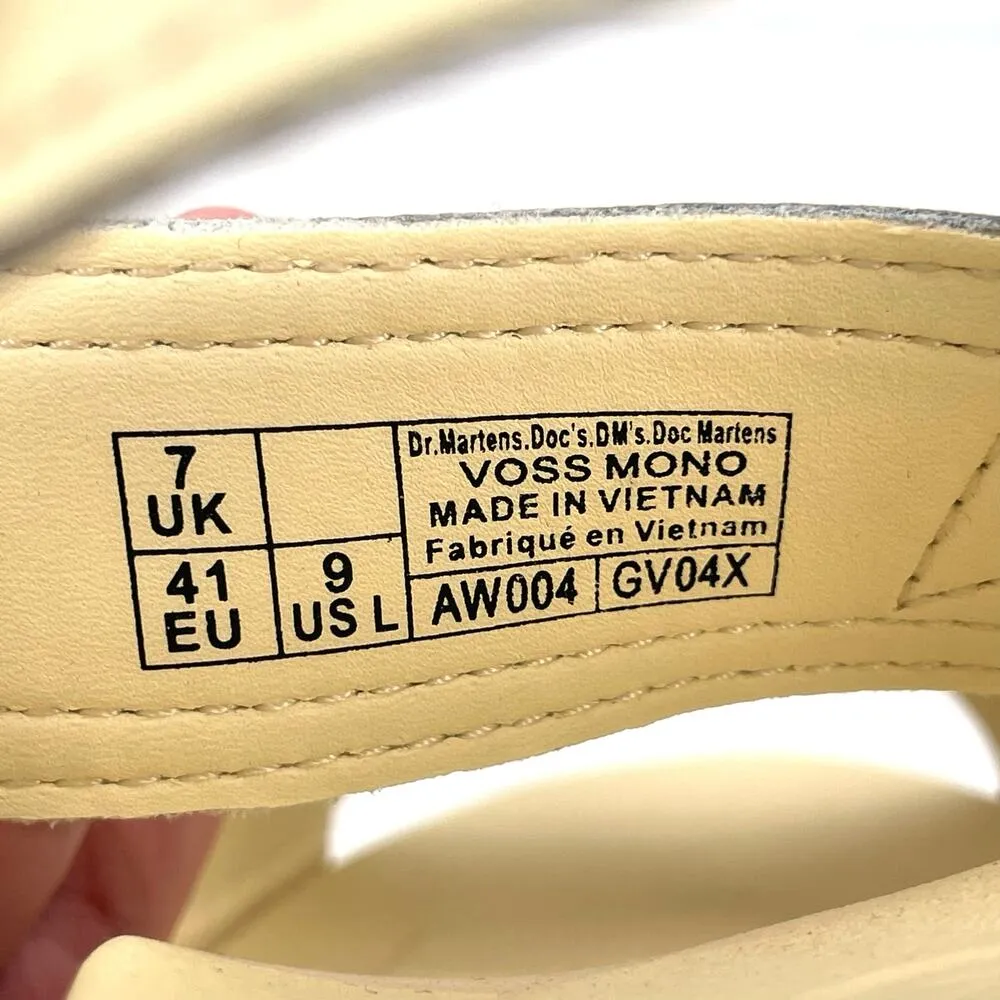 7
UK
41
EU
9
US L
Dr.Martens.Doc's.DM's.Doc Martens
VOSS MONO
MADE IN VIETNAM
Fabriqué en Vietnam
AW004
GV04X